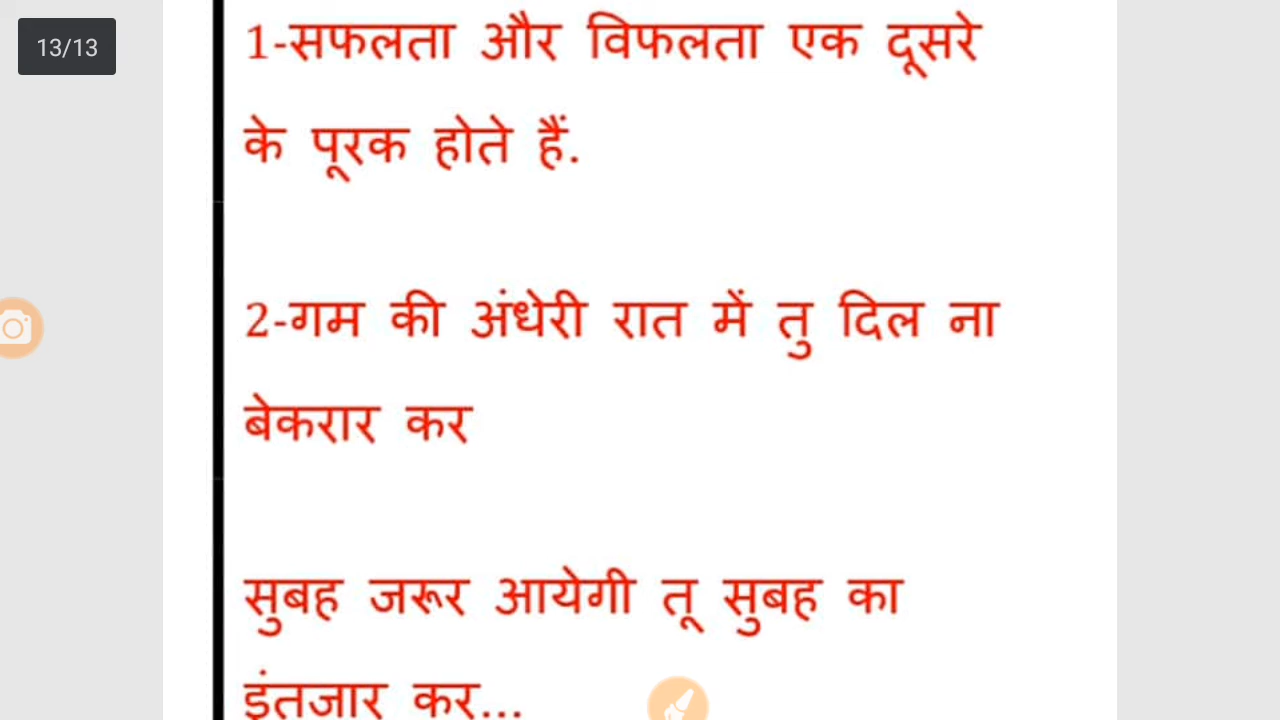 13/13
1-सफलता और विफलता एक दूसरे
के पूरक होते हैं.
2-गम की अंधेरी रात में तु दिल ना
बेकरार कर
सुबह जरूर आयेगी तू सुबह का
इंतजार कर...